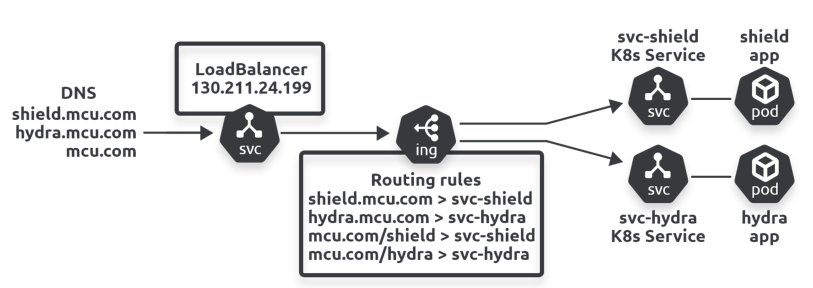 DNS
shield.mcu.com
hydra.mcu.com
mcu.com
LoadBalancer
130.211.24.199
svc
ing
Routing rules
shield.mcu.com > svc-shield
hydra.mcu.com > svc-hydra
mcu.com/shield > svc-shield
mcu.com/hydra > svc-hydra
svc-shield
K8s Service
svc
shield
app
pod
svc
svc-hydra
K8s Service
pod
hydra
app